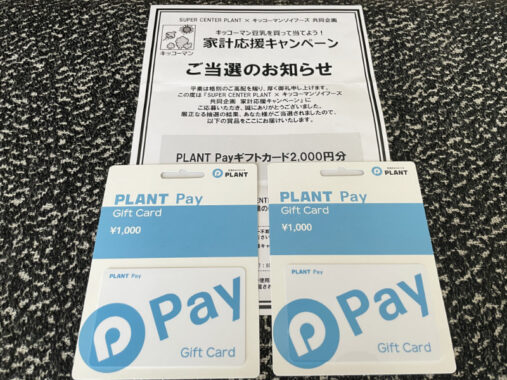 SUPER CENTER PLANT × キッコーマンソイフーズ 共同企画
キッコーマン豆乳を買って当てよう!
家計応援キャンペーン
キッコーマン
ご当選のお知らせ
平素は格別のご高配を賜り、厚く御礼申し上げます。
この度は『SUPER CENTER PLANT × キッコーマンソイフーズ
共同企画 家計応援キャンペーン』に
ご応募いただき、誠にありがとうございました。
厳正なる抽選の結果、あなた様がご当選されましたので、
以下の賞品をここにお届けいたします。
PLANT Payギフトカード2,000円分
PLANT
PLANT Pay
Gift Card
¥1,000
PLANT Pay
Pay
Gift Card
PLANT
PLANT Pay
Gift Card
¥1,000
PLANT Pay
Pay
Gift Card